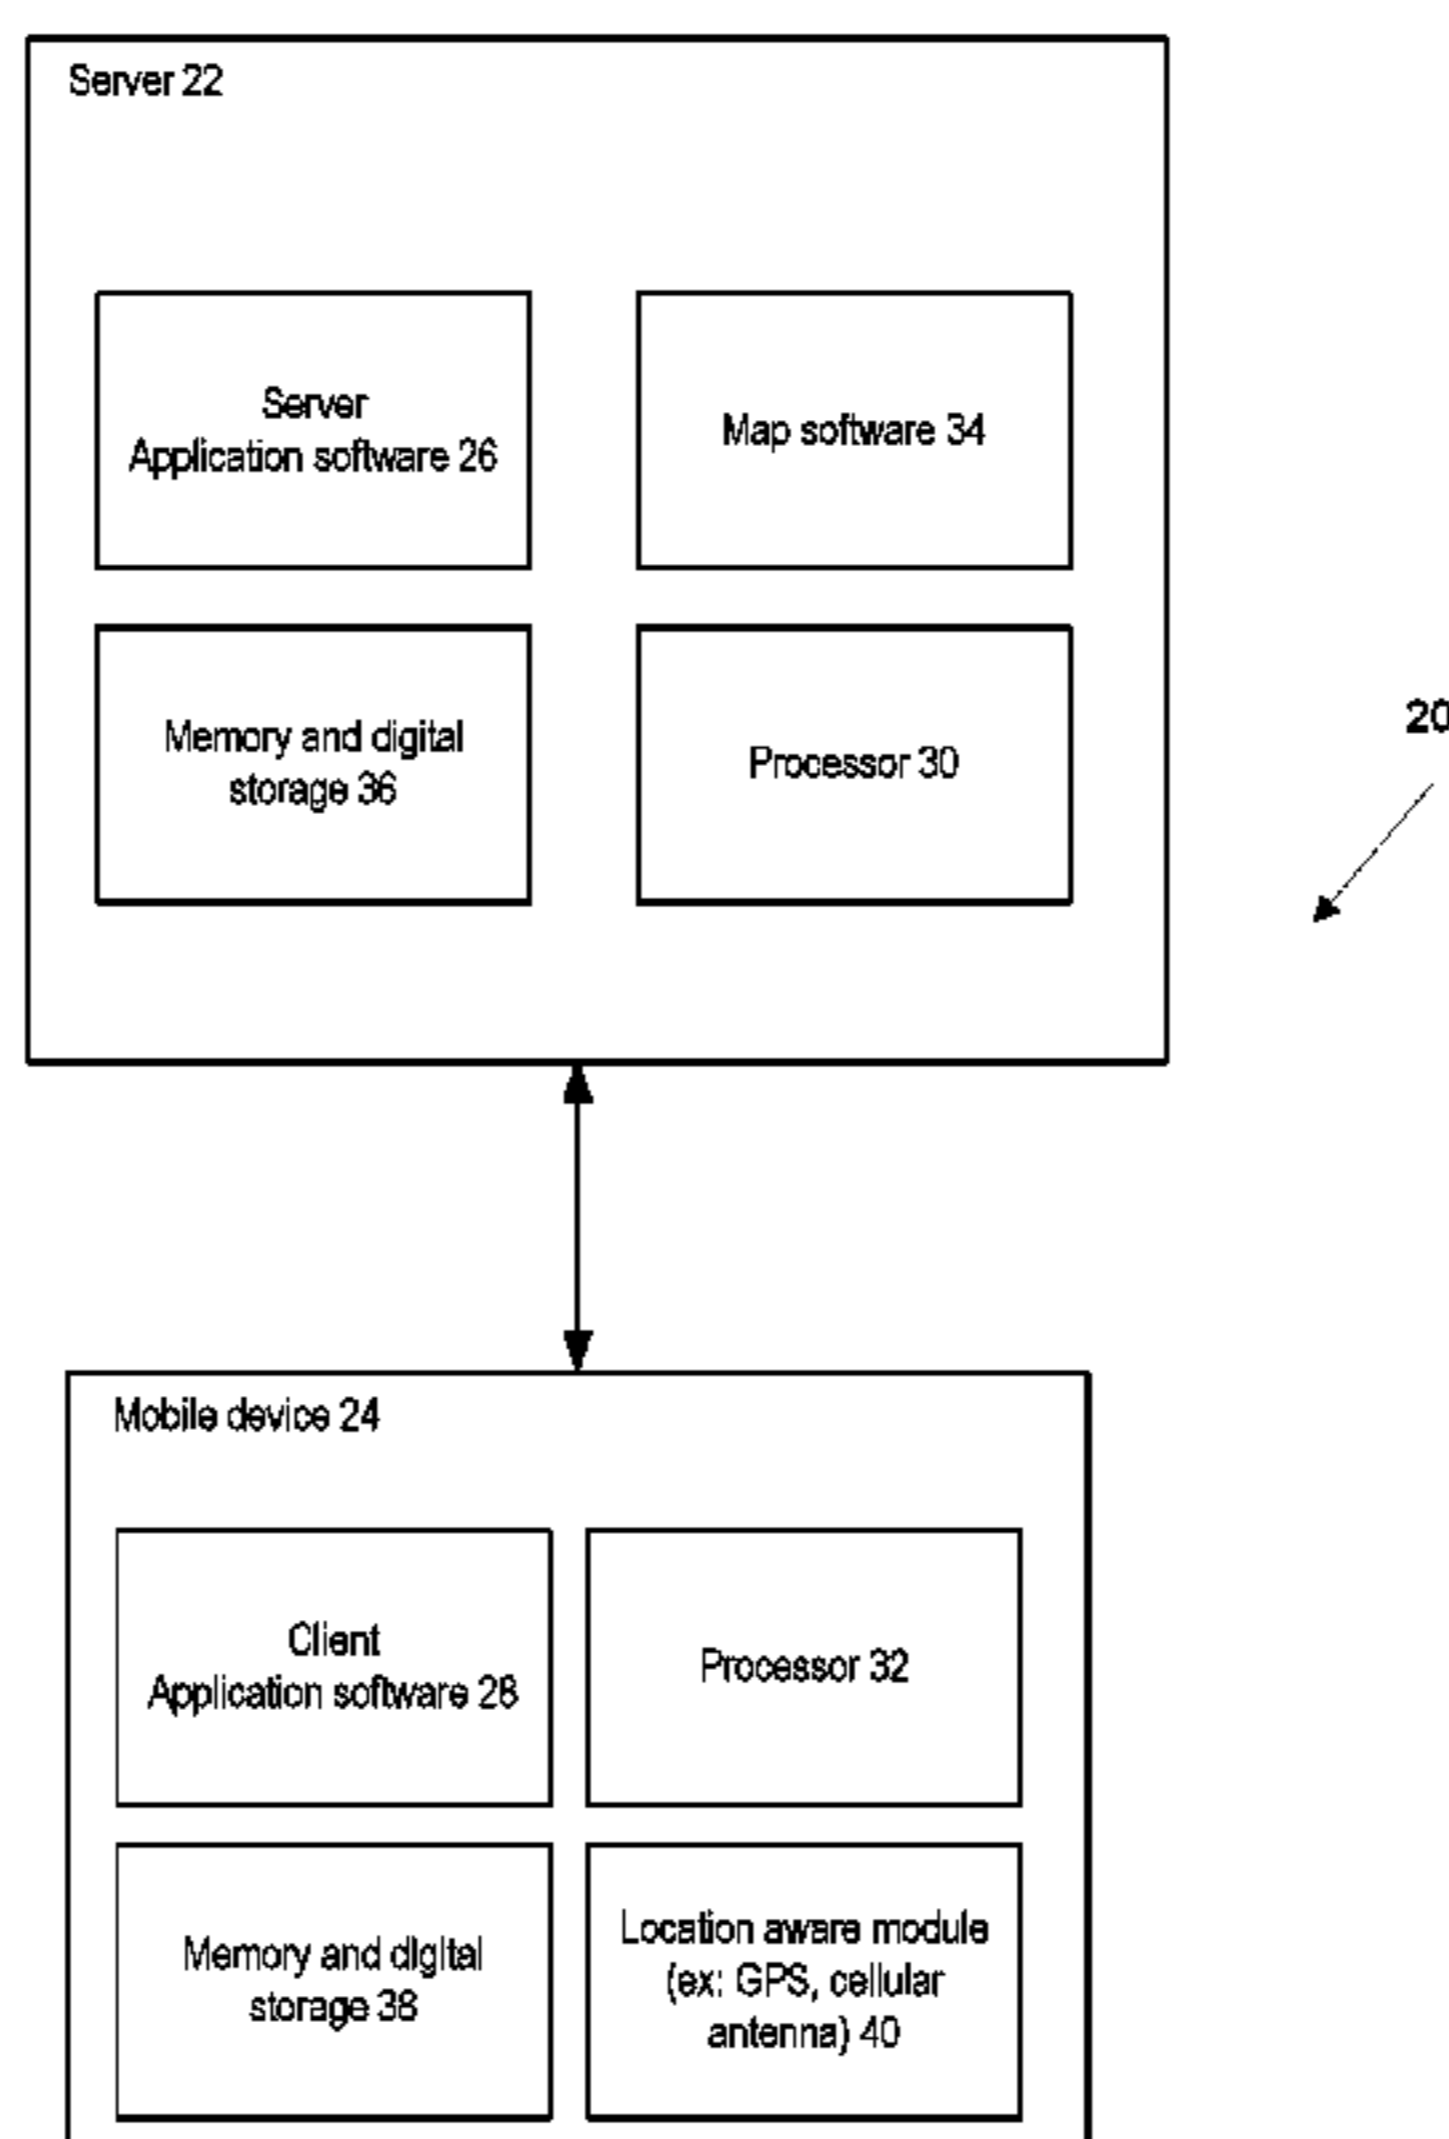 Server 22
Server
Application software 26
Map software 34
Memory and digital
storage 36
Processor 30
20
Mobile device 24
Client
Application software 28
Processor 32
Memory and digital
storage 38
Location aware module
(ex: GPS, cellular
antenna) 40